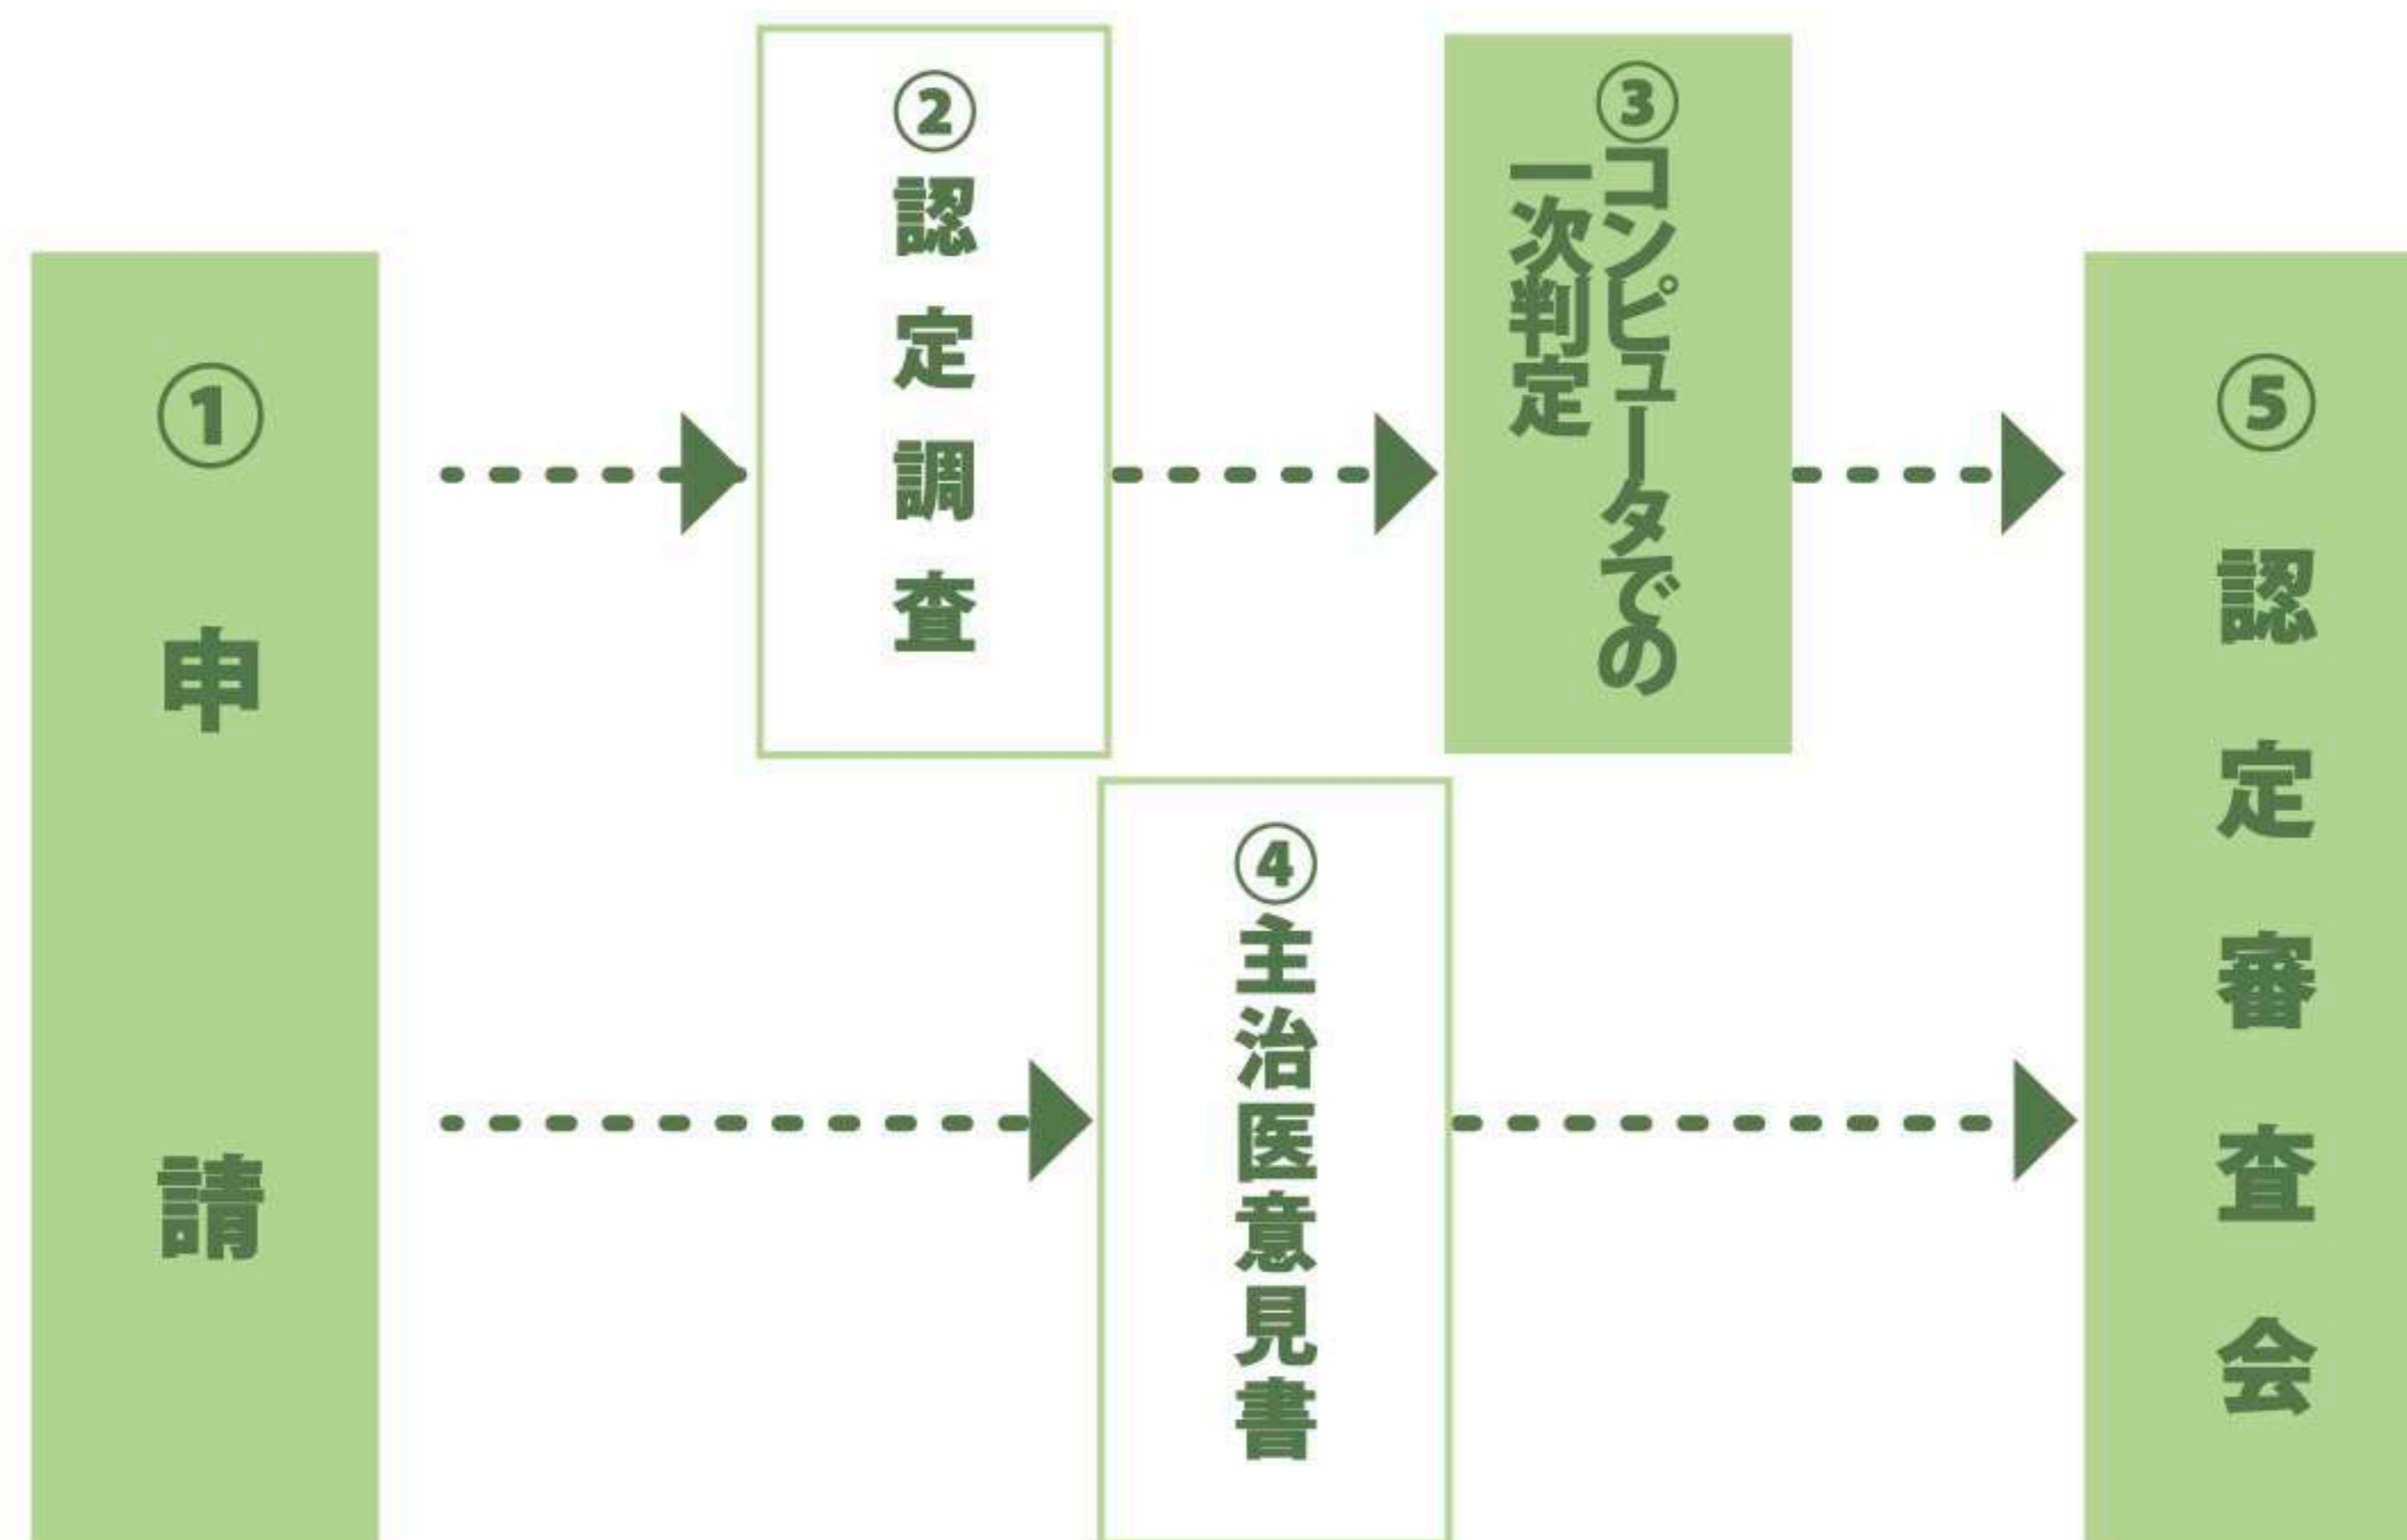 ①申請
②認定調査
③コンピュータでの
一次判定
④主治医意見書
⑤認定審査会